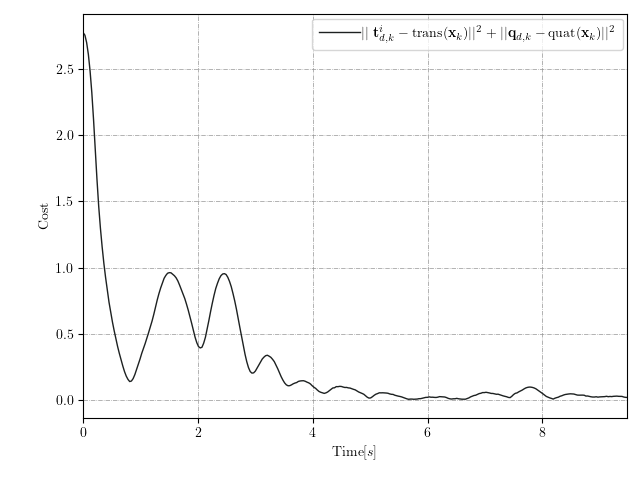 || t^i_{d,k} − trans(x_k)||^2 + ||q_{d,k} − quat(x_k)||^2
Cost
2.5
2.0
1.5
1.0
0.5
0.0
0 2 4 6 8
Time[s]